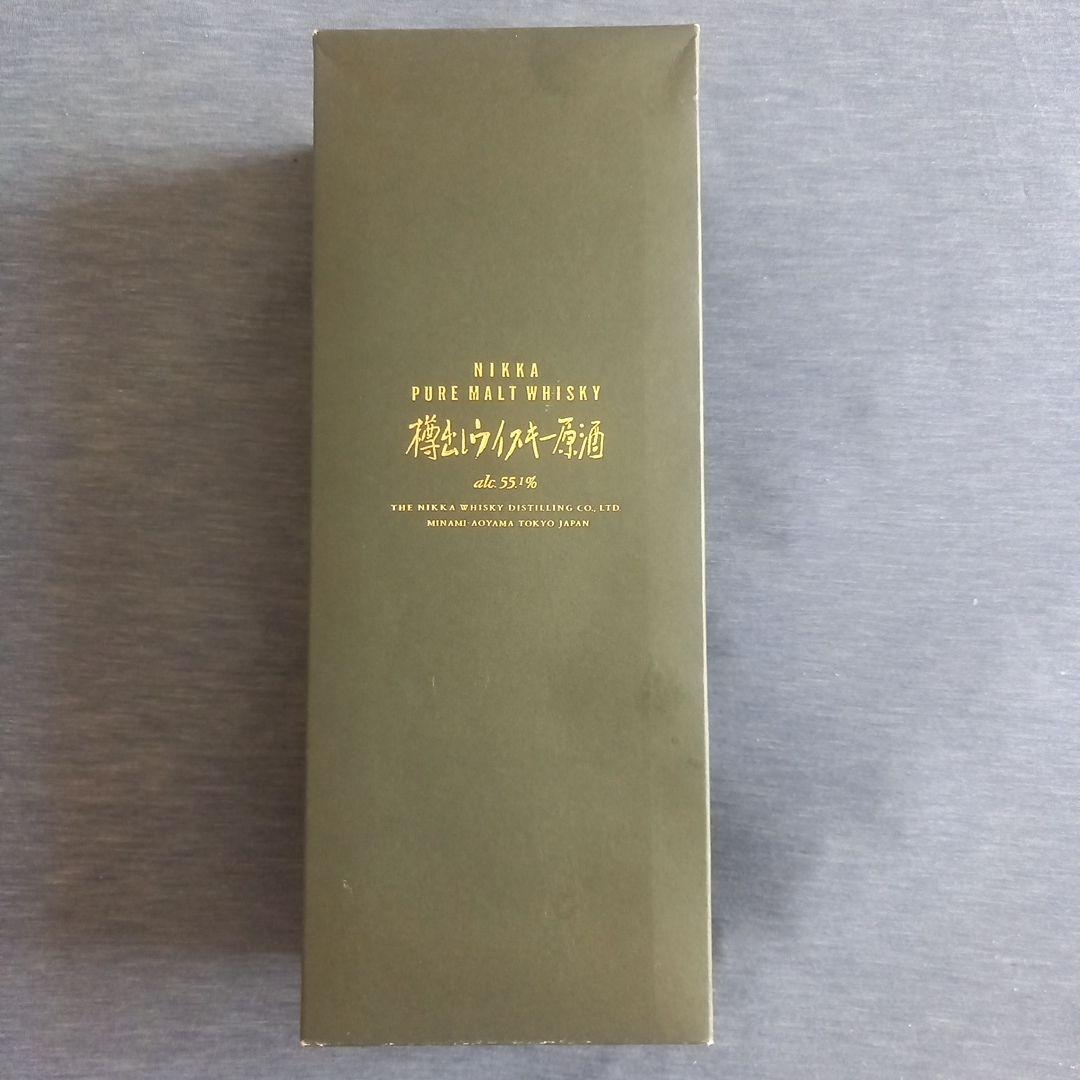 NIKKA
PURE MALT WHISKY
樽出しウイスキー原酒
alc. 55.1%
THE NIKKA WHISKY DISTILLING CO., LTD
MINAMI-AOYAMA TOKYO JAPAN